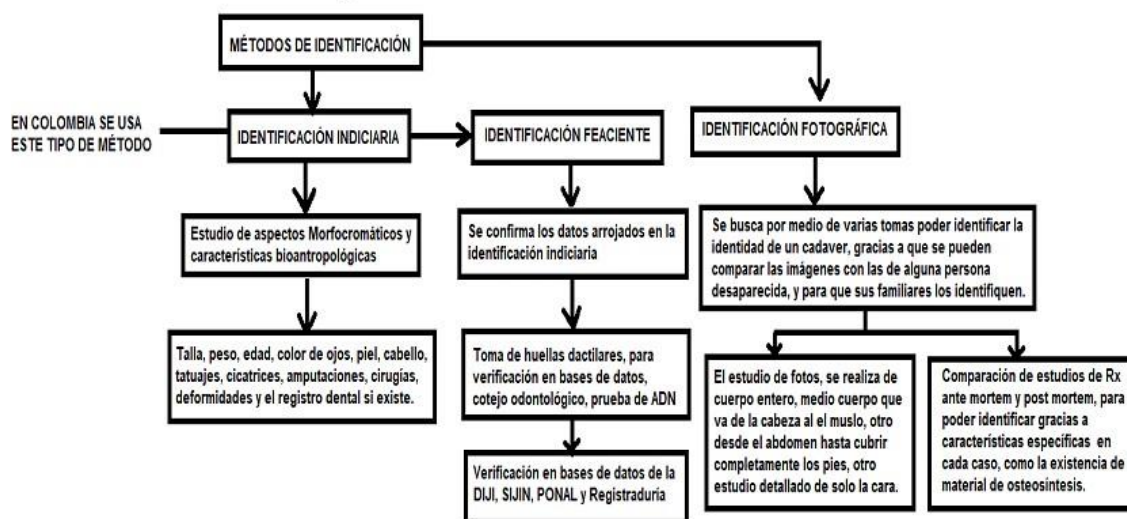 MÉTODOS DE IDENTIFICACIÓN
EN COLOMBIA SE USA
ESTE TIPO DE MÉTODO
IDENTIFICACIÓN INDICIARIA
IDENTIFICACIÓN FEACIENTE
IDENTIFICACIÓN FOTOGRÁFICA
Estudio de aspectos Morfocromáticos y
características bioantropológicas
Se confirma los datos arrojados en la
identificación indiciaria
Se busca por medio de varias tomas poder identificar la
identidad de un cadaver, gracias a que se pueden
comparar las imágenes con las de alguna persona
desaparecida, y para que sus familiares los identifiquen.
Talla, peso, edad, color de ojos, piel, cabello,
tatuajes, cicatrices, amputaciones, cirugías,
deformidades y el registro dental si existe.
Toma de huellas dactilares, para
verificación en bases de datos,
cotejo odontológico, prueba de ADN
El estudio de fotos, se realiza de
cuerpo entero, medio cuerpo que
va de la cabeza al el muslo, otro
desde el abdomen hasta cubrir
completamente los pies, otro
estudio detallado de solo la cara.
Comparación de estudios de Rx
ante mortem y post mortem, para
poder identificar gracias a
características específicas en
cada caso, como la existencia de
material de osteosíntesis.
Verificación en bases de datos de la
DIJI, SIJIN, PONAL y Registraduría